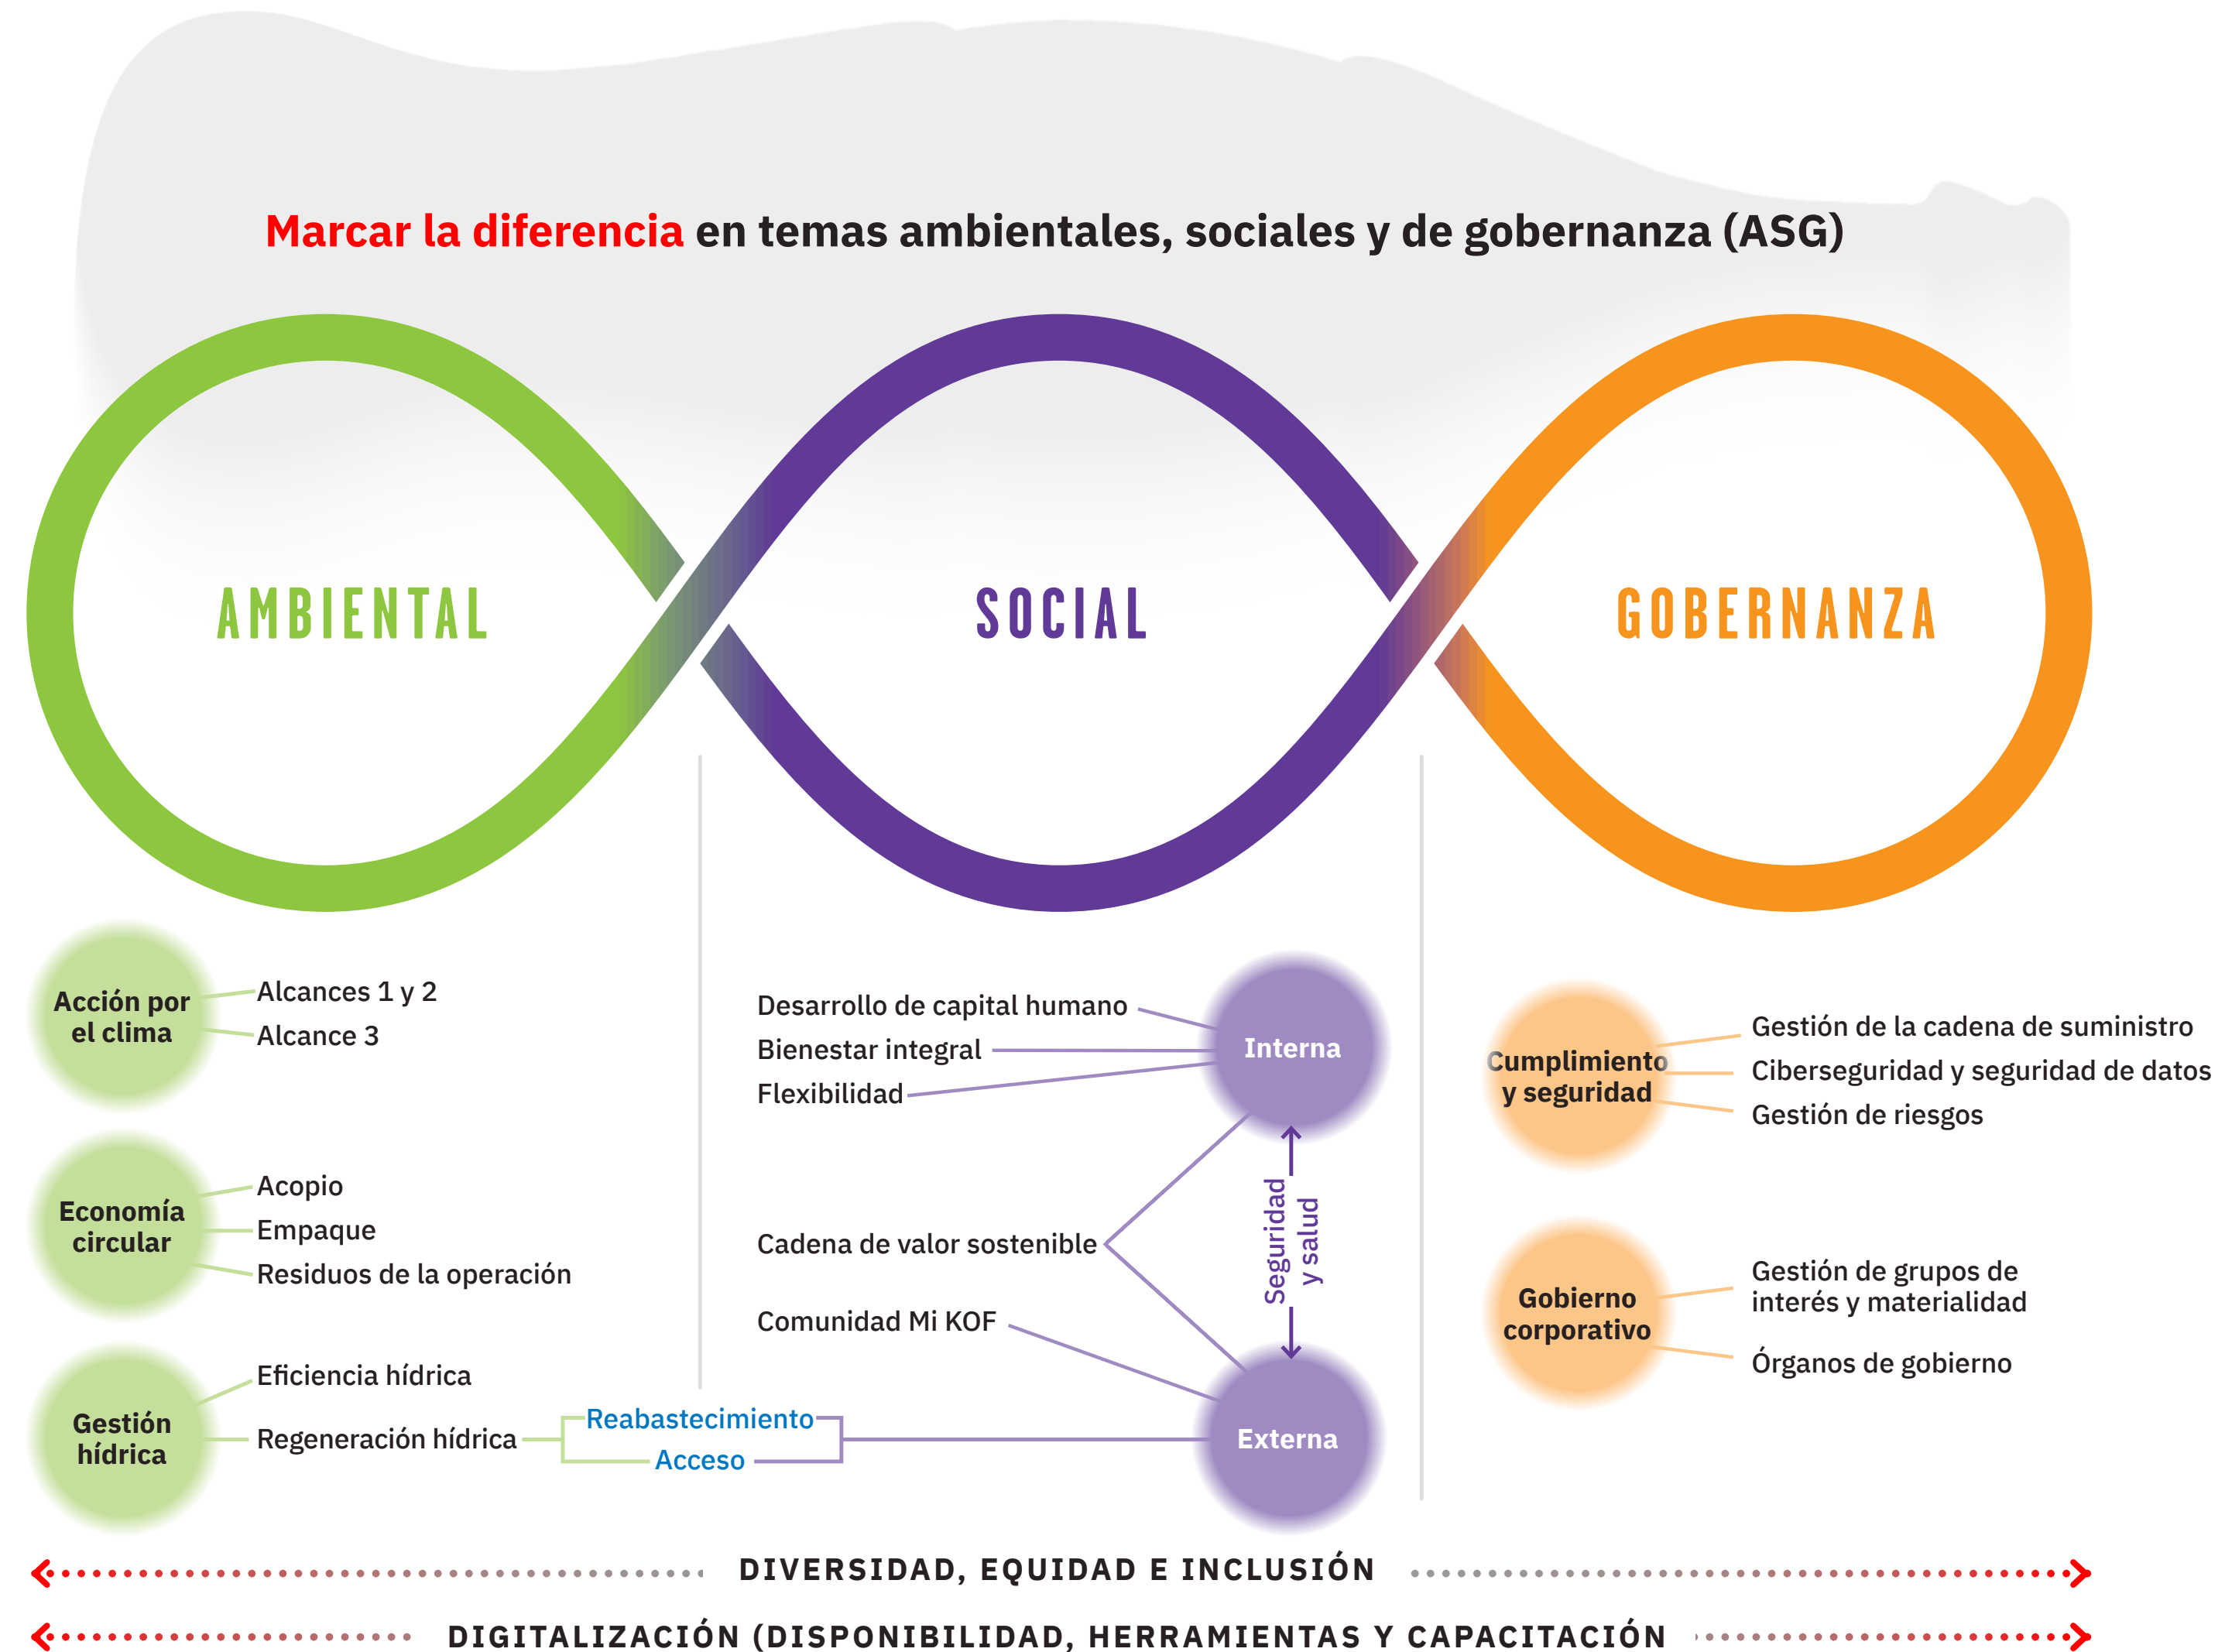 Marcar la diferencia en temas ambientales, sociales y de gobernanza (ASG)
AMBIENTAL
SOCIAL
GOBERNANZA
Acción por
el clima
Alcances 1 y 2
Alcance 3
Economía
circular
Acopio
Empaque
Residuos de la operación
Gestión
hídrica
Eficiencia hídrica
Regeneración hídrica
Reabastecimiento
Acceso
Desarrollo de capital humano
Bienestar integral
Flexibilidad
Interna
Cadena de valor sostenible
Comunidad Mi KOF
Seguridad
y salud
Externa
Cumplimiento
y seguridad
Gestión de la cadena de suministro
Ciberseguridad y seguridad de datos
Gestión de riesgos
Gobierno
corporativo
Gestión de grupos de
interés y materialidad
Órganos de gobierno
DIVERSIDAD, EQUIDAD E INCLUSIÓN
DIGITALIZACIÓN (DISPONIBILIDAD, HERRAMIENTAS Y CAPACITACIÓN